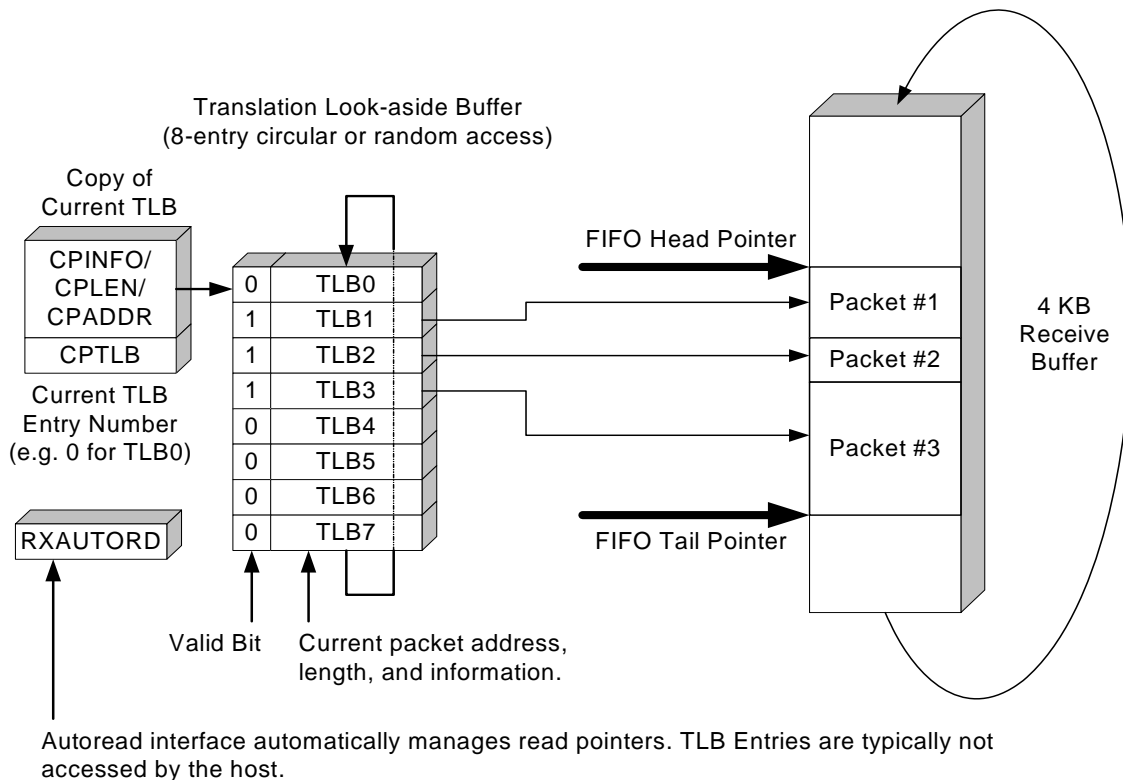 Translation Look-aside Buffer
(8-entry circular or random access)
Copy of
Current TLB
CPINFO/
CPLEN/
CPADDR
CPTLB
Current TLB
Entry Number
(e.g. 0 for TLB0)
RXAUTORD
0 TLB0
1 TLB1
1 TLB2
1 TLB3
0 TLB4
0 TLB5
0 TLB6
0 TLB7
Valid Bit
Current packet address,
length, and information.
FIFO Head Pointer
Packet #1
Packet #2
Packet #3
FIFO Tail Pointer
4 KB
Receive
Buffer
Autoread interface automatically manages read pointers. TLB Entries are typically not
accessed by the host.